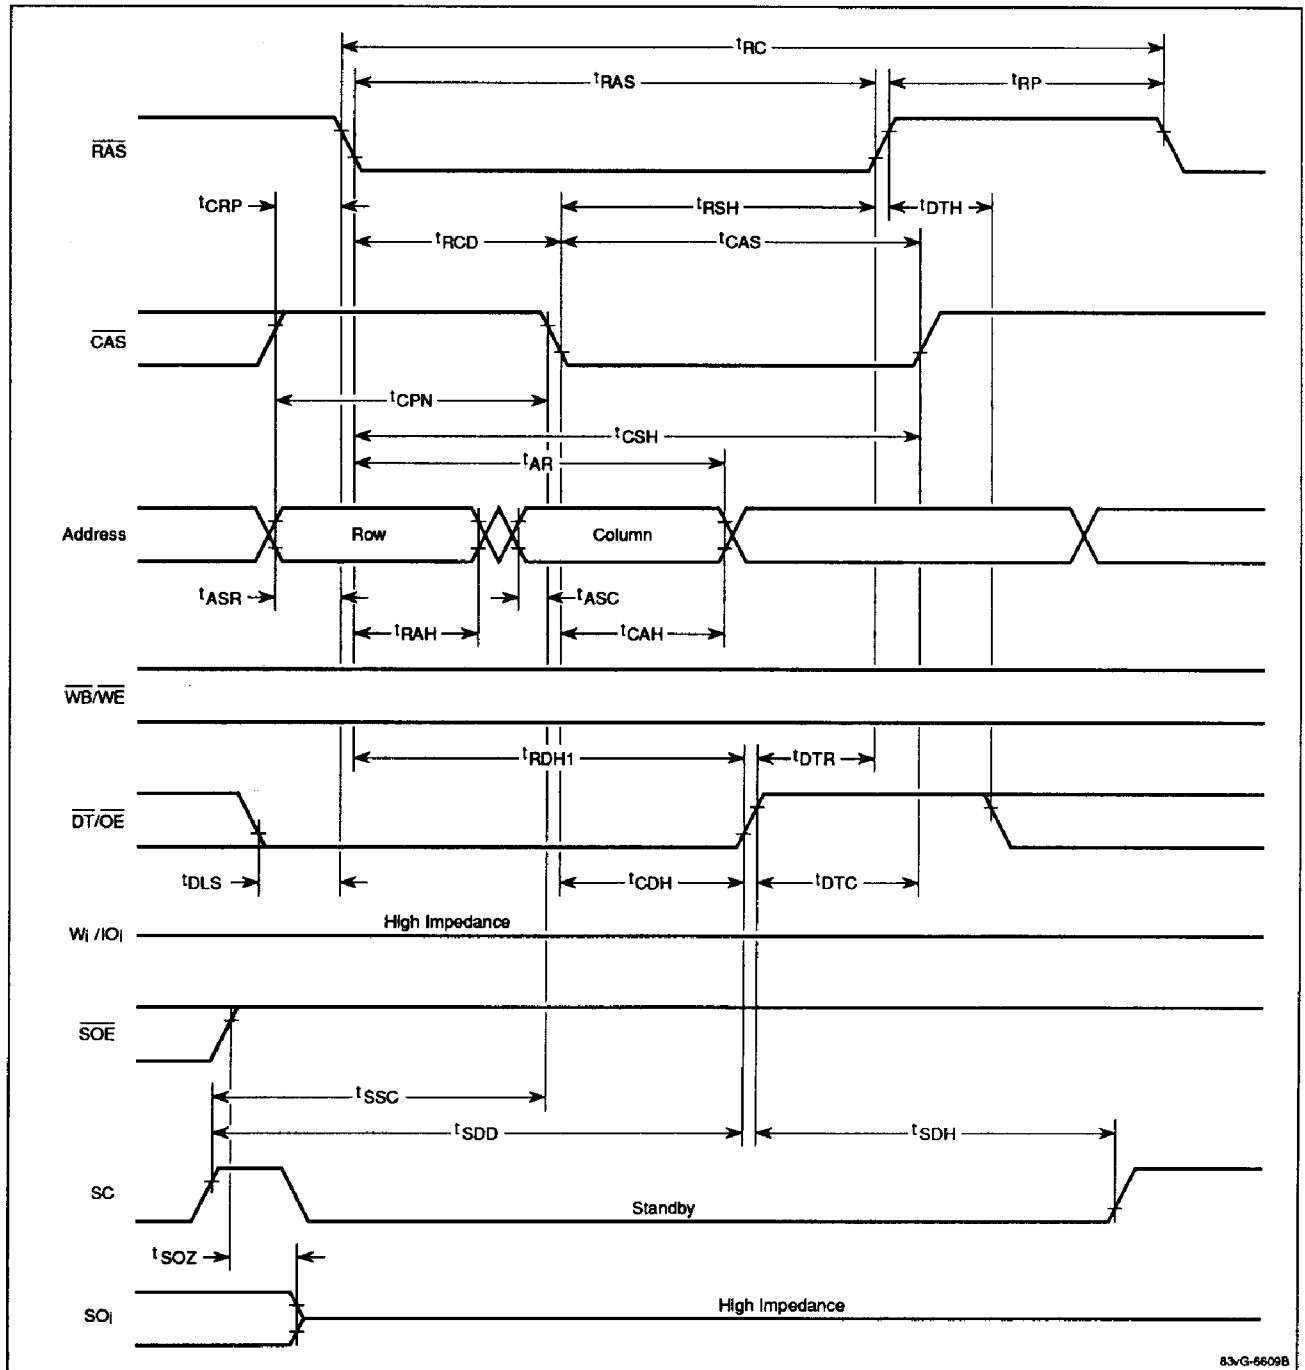 tRC
tRAS
tRP
RAS
tCRP
tRSH
tDTH
tRCD
tCAS
CAS
tCPN
tCSH
tAR
Address
Row
Column
tASR
tASC
tRAH
tCAH
WB/WE
tRDH1
tDTR
DT/OE
tDLS
tCDH
tDTC
High Impedance
Wi /IOi
SOE
tSSC
tSDD
tSDH
SC
Standby
tSOZ
High Impedance
SOi
83vG-6609B